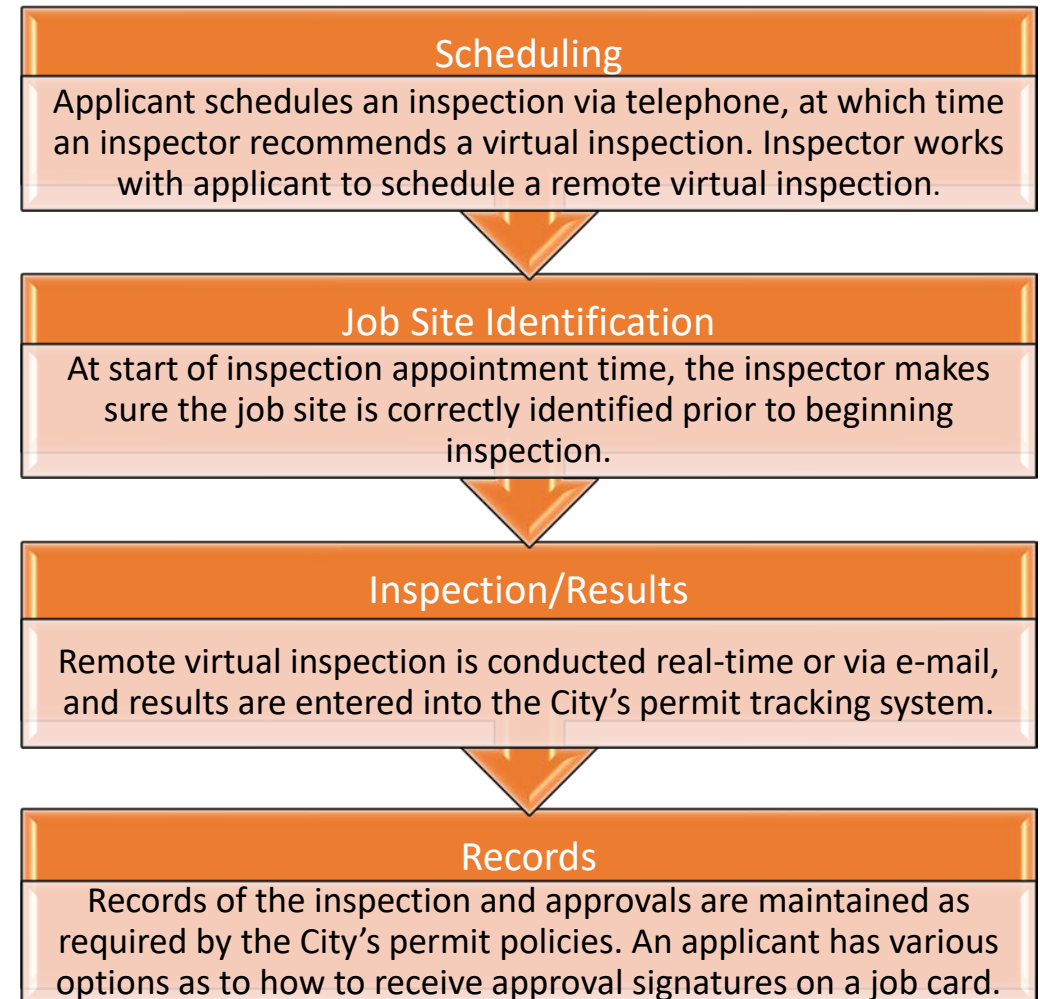 Scheduling
Applicant schedules an inspection via telephone, at which time
an inspector recommends a virtual inspection. Inspector works
with applicant to schedule a remote virtual inspection.
Job Site Identification
At start of inspection appointment time, the inspector makes
sure the job site is correctly identified prior to beginning
inspection.
Inspection/Results
Remote virtual inspection is conducted real-time or via e-mail,
and results are entered into the City’s permit tracking system.
Records
Records of the inspection and approvals are maintained as
required by the City’s permit policies. An applicant has various
options as to how to receive approval signatures on a job card.